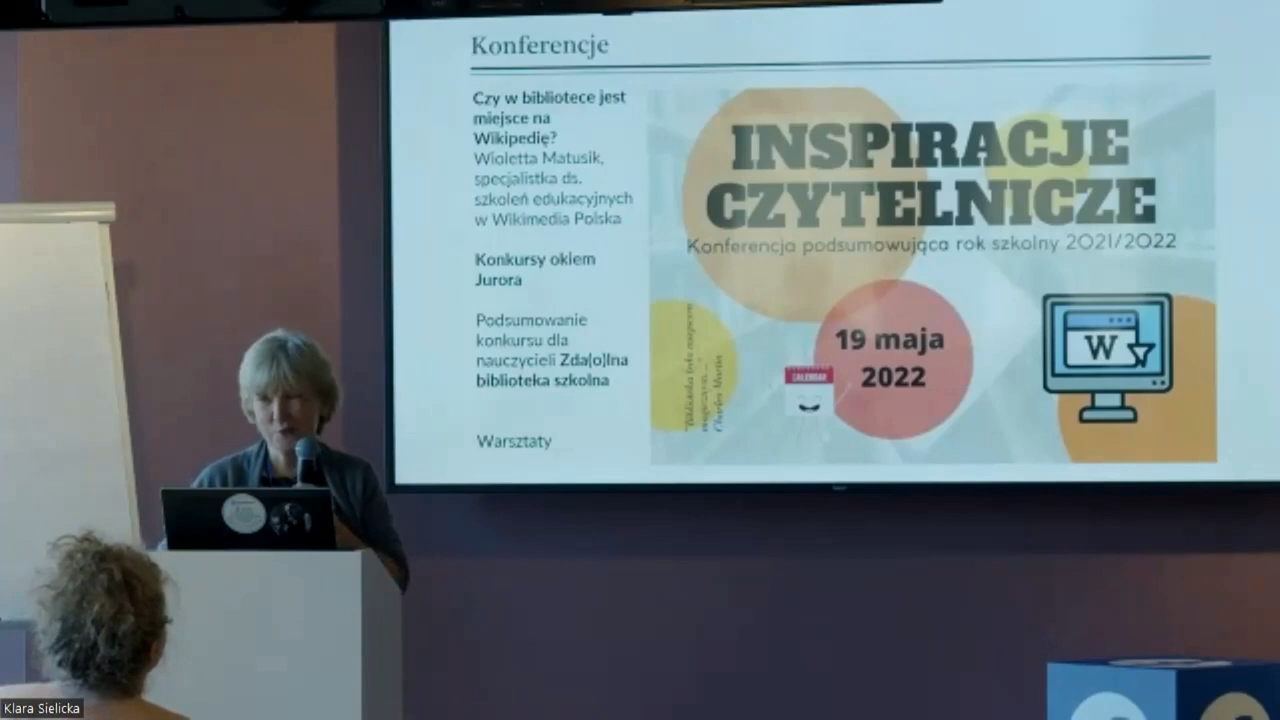 Konferencje
Czy w bibliotece jest
miejsce na
Wikipedię?
Wioletta Matusik,
specjalistka ds.
szkoleń edukacyjnych
w Wikimedia Polska
Konkursy okiem
Jurora
Podsumowanie
konkursu dla
nauczycieli Zda(o)lna
biblioteka szkolna
Warsztaty
INSPIRACJE
CZYTELNICZE
Konferencja podsumowująca rok szkolny 2021/2022
19 maja
2022
CALENDAR
W
Klara Sielicka